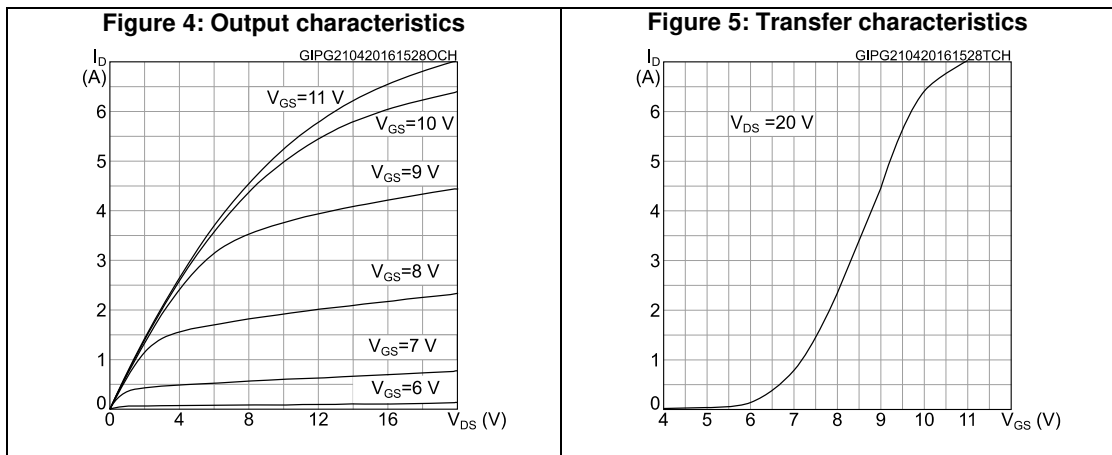 Figure 4: Output characteristics
GIPG210420161528OCH
I_D
(A)
6
5
4
3
2
1
0
V_GS=11 V
V_GS=10 V
V_GS=9 V
V_GS=8 V
V_GS=7 V
V_GS=6 V
0 4 8 12 16 V_DS (V)
Figure 5: Transfer characteristics
GIPG210420161528TCH
I_D
(A)
6
5
4
3
2
1
0
V_DS =20 V
4 5 6 7 8 9 10 11 V_GS (V)